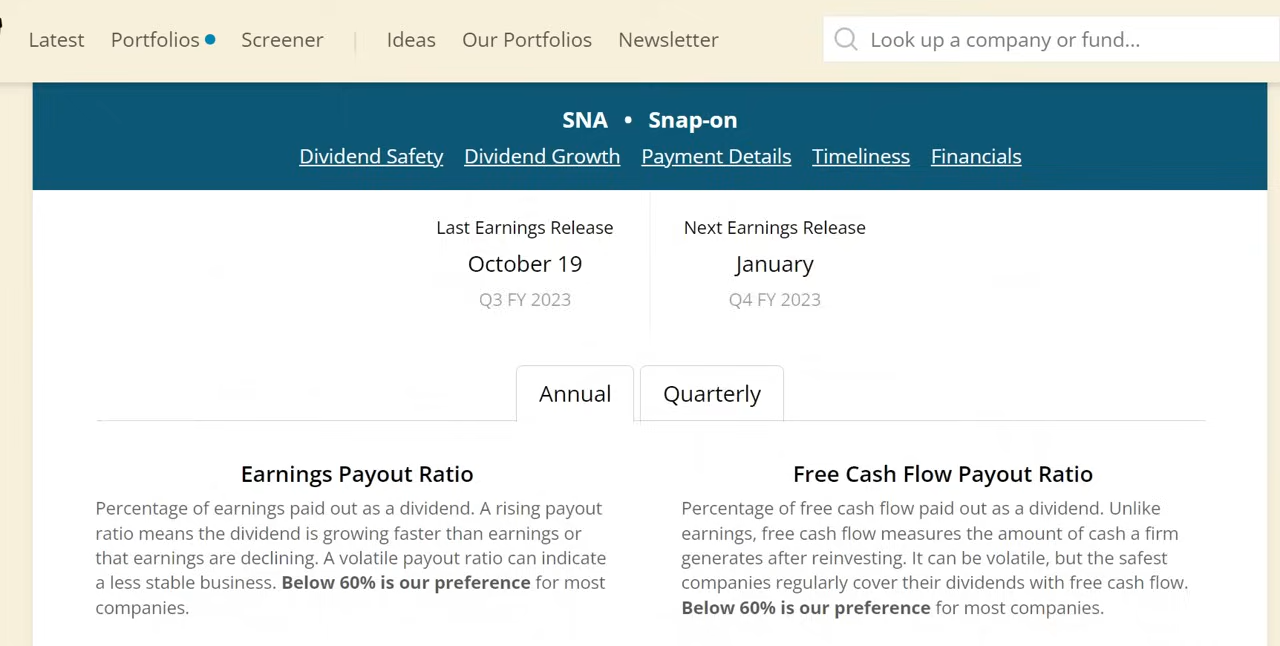 Latest Portfolios Screener Ideas Our Portfolios Newsletter Look up a company or fund...
SNA • Snap-on
Dividend Safety Dividend Growth Payment Details Timeliness Financials
Last Earnings Release
October 19
Q3 FY 2023
Next Earnings Release
January
Q4 FY 2023
Annual Quarterly
Earnings Payout Ratio
Percentage of earnings paid out as a dividend. A rising payout
ratio means the dividend is growing faster than earnings or
that earnings are declining. A volatile payout ratio can indicate
a less stable business. Below 60% is our preference for most
companies.
Free Cash Flow Payout Ratio
Percentage of free cash flow paid out as a dividend. Unlike
earnings, free cash flow measures the amount of cash a firm
generates after reinvesting. It can be volatile, but the safest
companies regularly cover their dividends with free cash flow.
Below 60% is our preference for most companies.